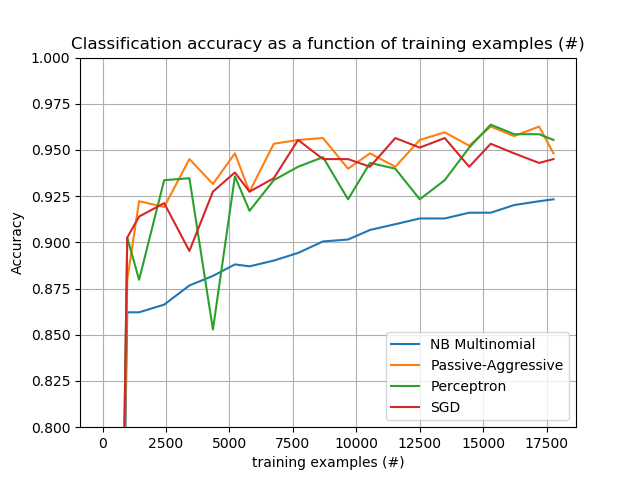 Classification accuracy as a function of training examples (#)
1.000
0.975
0.950
0.925
0.900
0.875
0.850
0.825
0.800
Accuracy
NB Multinomial
Passive-Aggressive
Perceptron
SGD
0 2500 5000 7500 10000 12500 15000 17500
training examples (#)